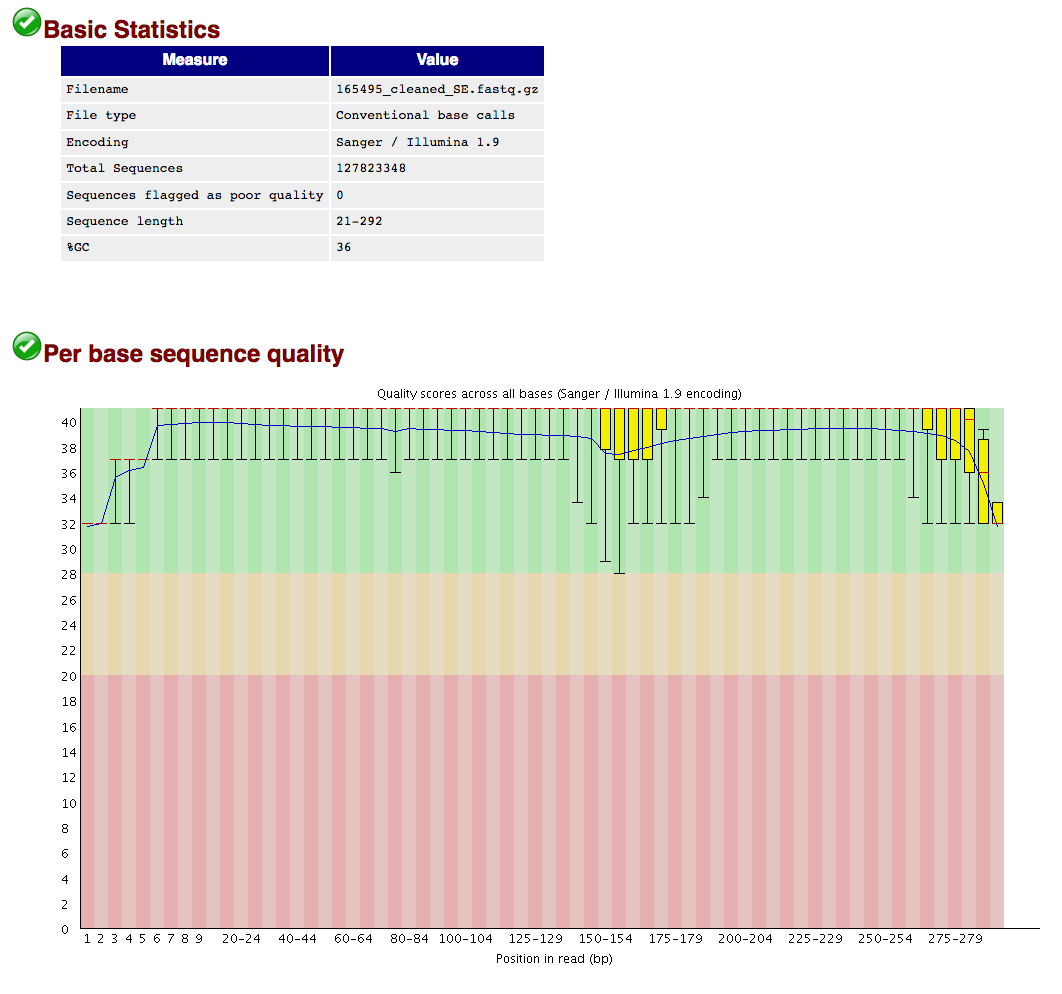 Basic Statistics
Measure Value
Filename 165495_cleaned_SE.fastq.gz
File type Conventional base calls
Encoding Sanger / Illumina 1.9
Total Sequences 127823348
Sequences flagged as poor quality 0
Sequence length 21-292
%GC 36
Per base sequence quality
Quality scores across all bases (Sanger / Illumina 1.9 encoding)
40
38
36
34
32
30
28
26
24
22
20
18
16
14
12
10
8
6
4
2
0
1 2 3 4 5 6 7 8 9 20-24 40-44 60-64 80-84 100-104 125-129 150-154 175-179 200-204 225-229 250-254 275-279
Position in read (bp)